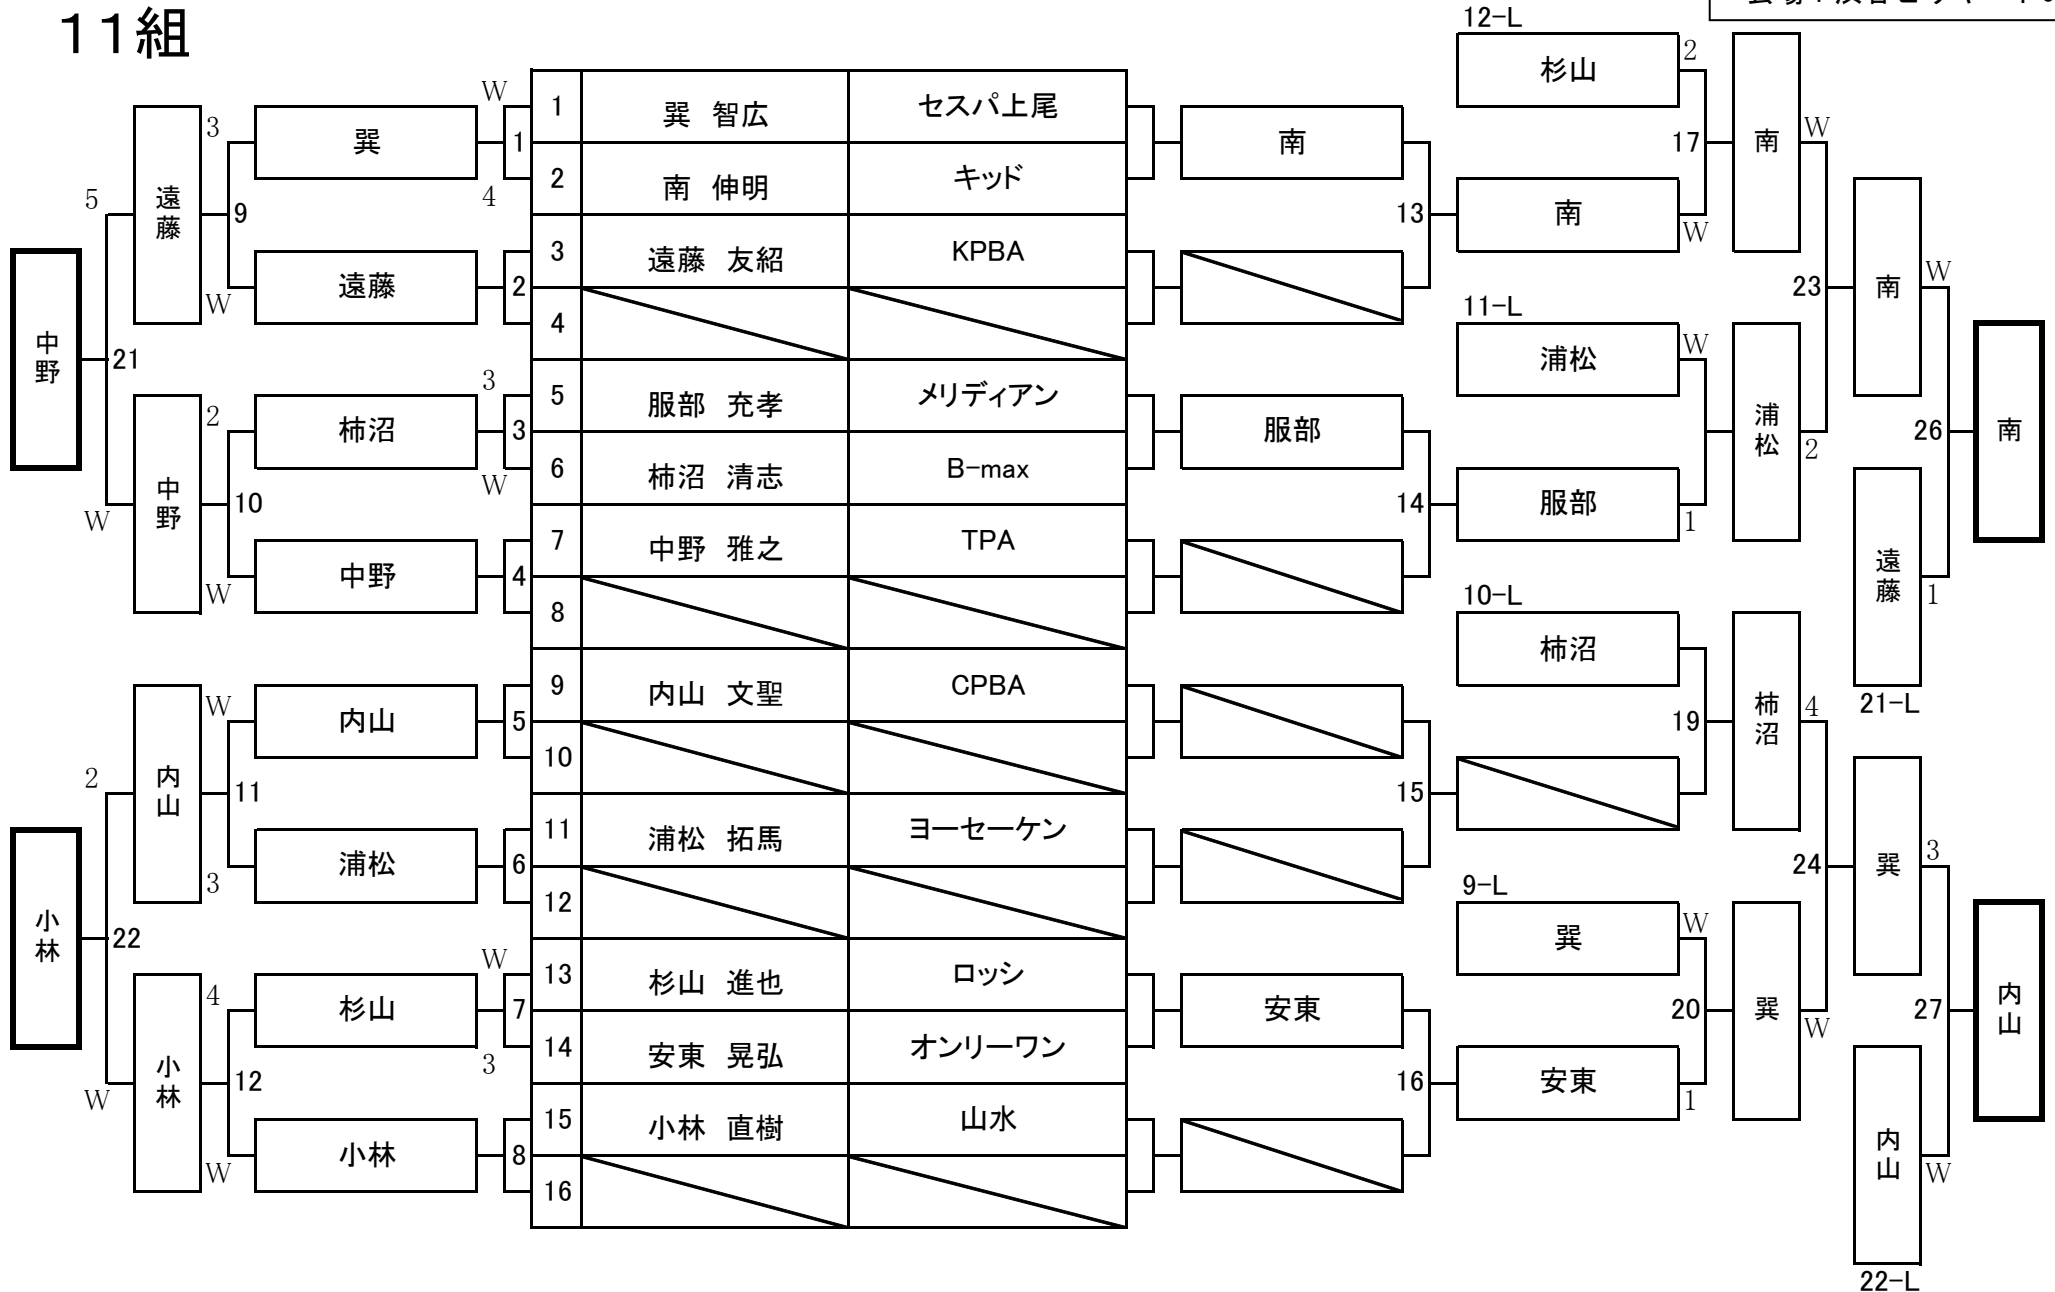 11組
12-L
杉山
2
17
南
W
南
W
13
南
W
23
南
W
11-L
浦松
W
浦松
2
服部
14
服部
1
26
南
遠藤
1
21-L
10-L
柿沼
19
柿沼
4
15
24
巽
3
9-L
巽
W
20
巽
W
安東
16
安東
1
27
内山
内山
W
22-L
1 巽 智広 セスパ上尾
2 南 伸明 キッド
3 遠藤 友紹 KPBA
4
5 服部 充孝 メリディアン
6 柿沼 清志 B-max
7 中野 雅之 TPA
8
9 内山 文聖 CPBA
10
11 浦松 拓馬 ヨーセーケン
12
13 杉山 進也 ロッシ
14 安東 晃弘 オンリーワン
15 小林 直樹 山水
16
W
1
4
巽
3
9
遠藤
2
W
遠藤
5
21
中野
3
3
W
柿沼
2
10
中野
4
W
中野
W
内山
5
W
11
浦松
6
3
内山
2
22
小林
W
7
3
杉山
4
12
小林
8
W
小林
W